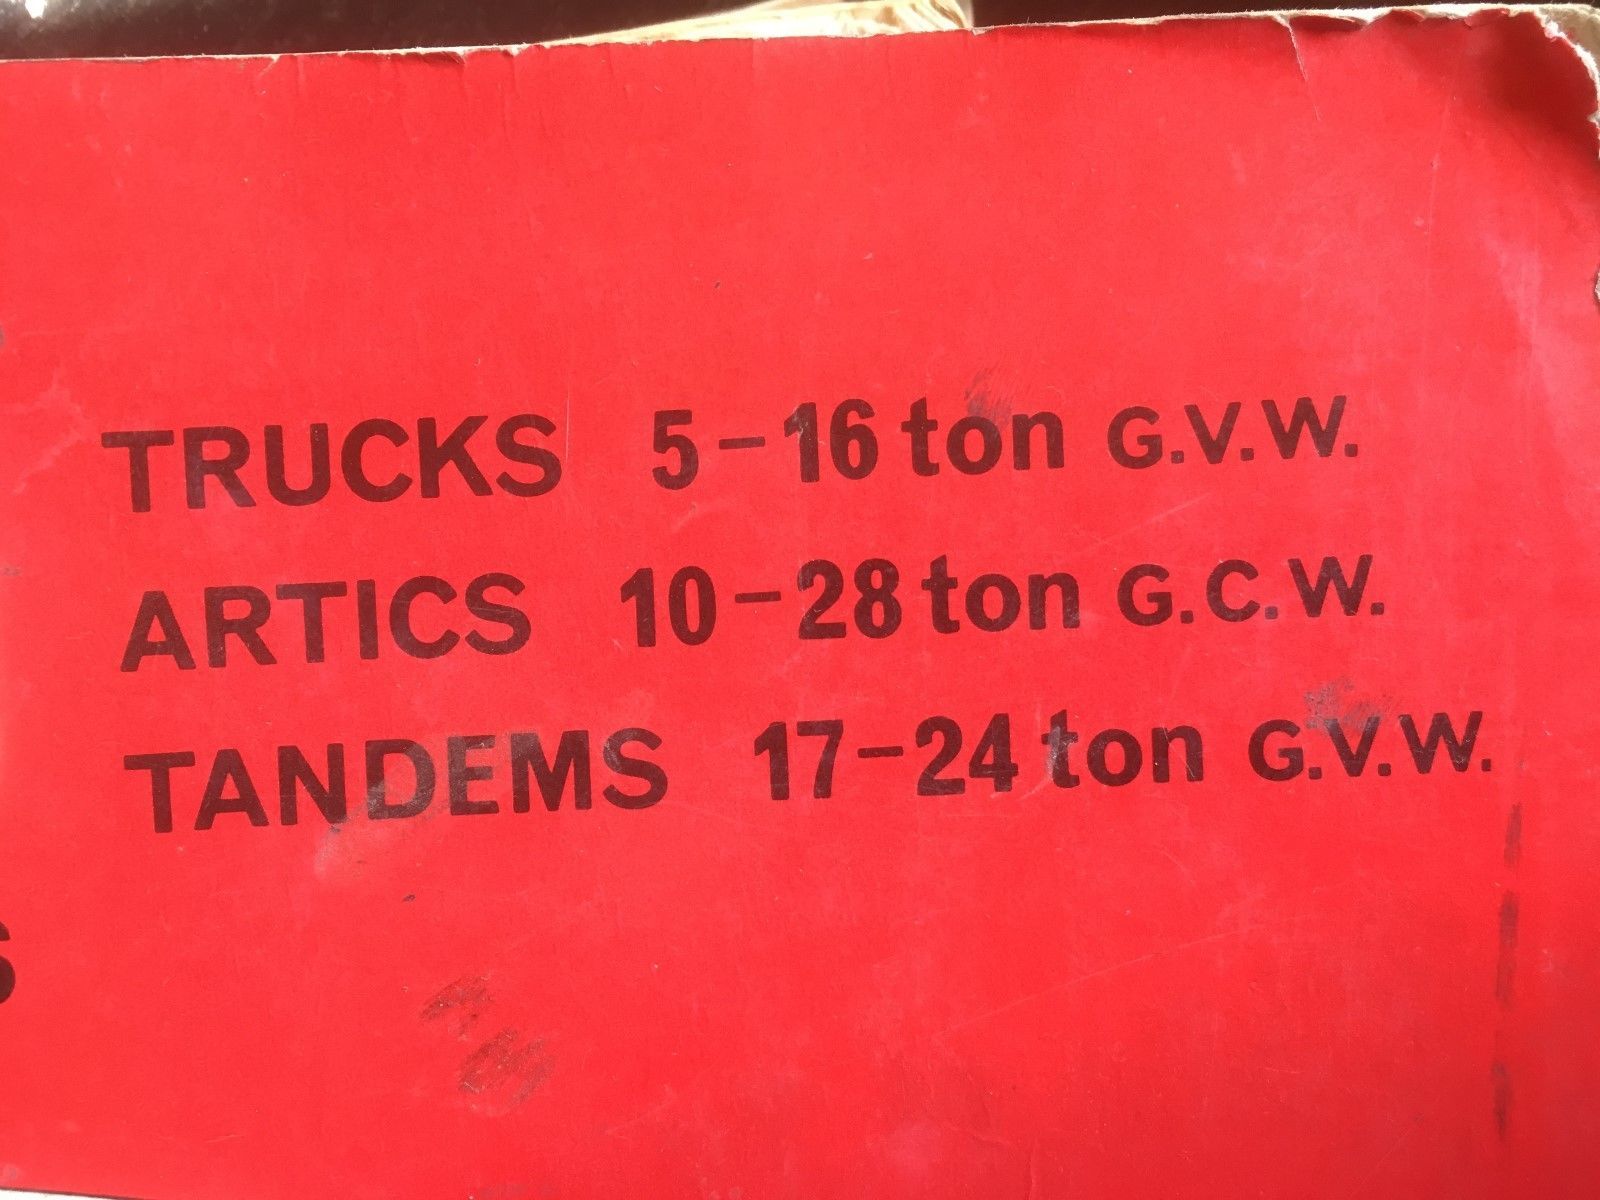 TRUCKS 5-16 ton G.V.W.
ARTICS 10-28 ton G.C.W.
TANDEMS 17-24 ton G.V.W.